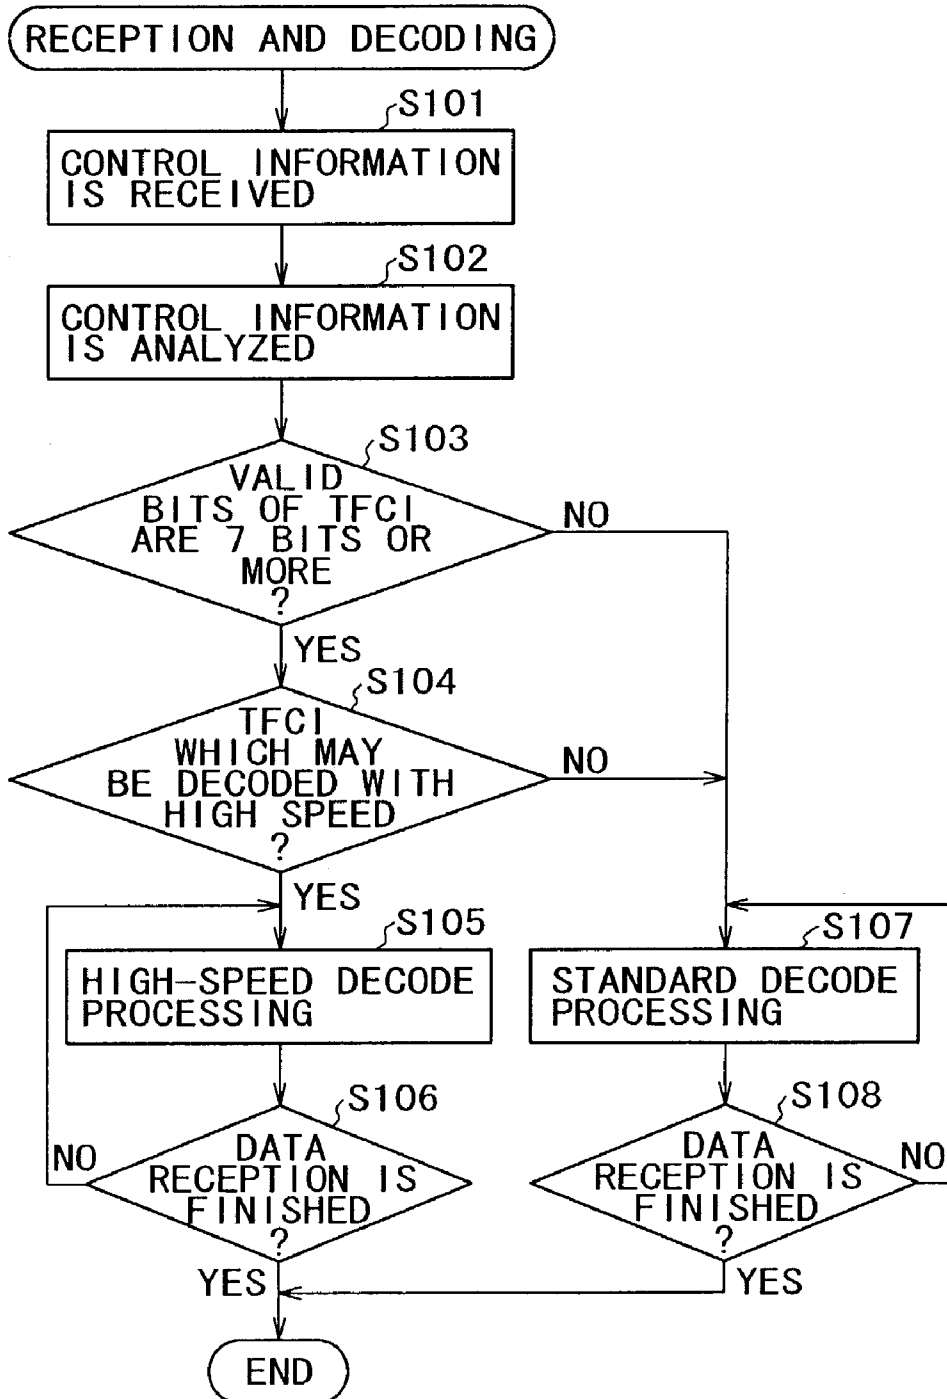 RECEPTION AND DECODING
S101
CONTROL INFORMATION
IS RECEIVED
S102
CONTROL INFORMATION
IS ANALYZED
S103
VALID
BITS OF TFCI
ARE 7 BITS OR
MORE
?
NO
YES
S104
TFCI
WHICH MAY
BE DECODED WITH
HIGH SPEED
?
NO
YES
S105
HIGH-SPEED DECODE
PROCESSING
S107
STANDARD DECODE
PROCESSING
S106
DATA
RECEPTION IS
FINISHED
?
NO
YES
S108
DATA
RECEPTION IS
FINISHED
?
NO
YES
END